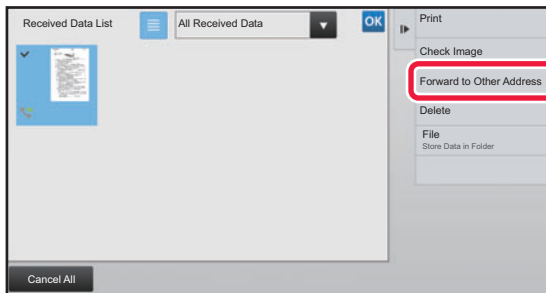 Received Data List
All Received Data
OK
Print
Check Image
Forward to Other Address
Delete
File
Store Data in Folder
Cancel All